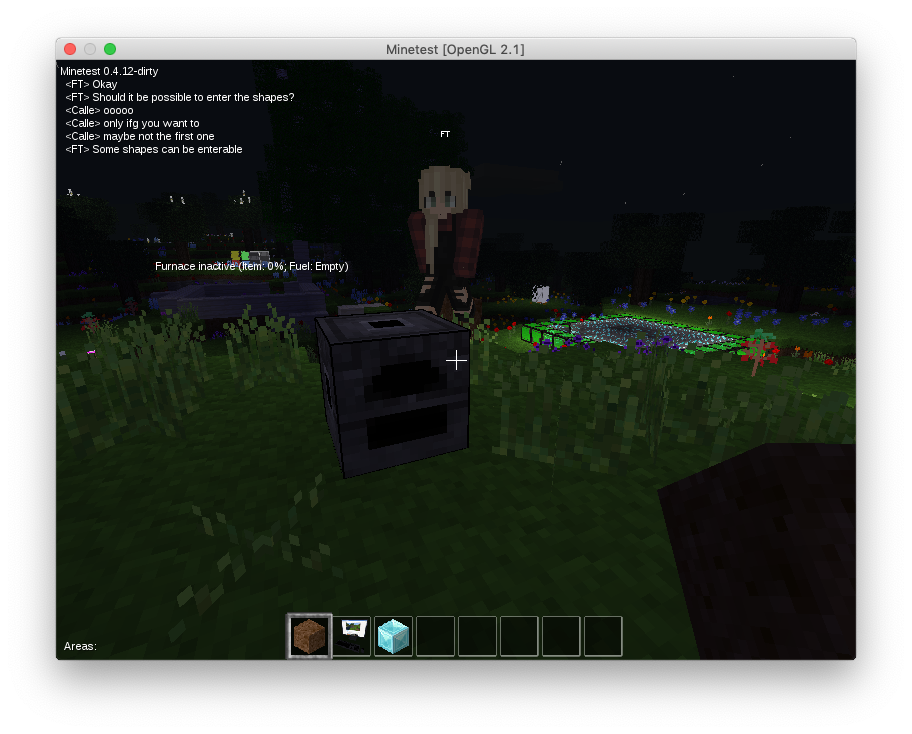 Minetest [OpenGL 2.1]
Minetest 0.4.12-dirty
<FT> Okay
<FT> Should it be possible to enter the shapes?
<Calle> ooooo
<Calle> only ifg you want to
<Calle> maybe not the first one
<FT> Some shapes can be enterable
FT
Furnace inactive (Item: 0%; Fuel: Empty)
Areas: